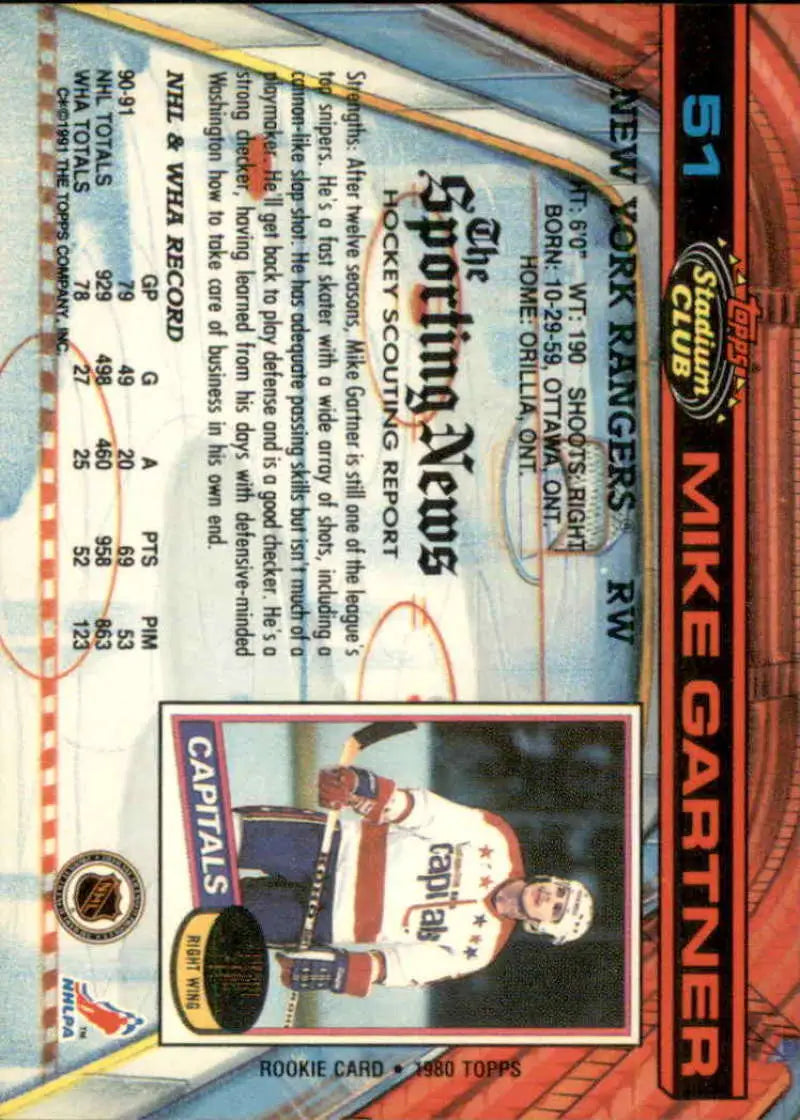 51
Topps
Stadium
CLUB
MIKE GARTNER
NEW YORK RANGERS® RW
HT: 6'0" WT: 190 SHOOTS: RIGHT
BORN: 10-29-59, OTTAWA, ONT.
HOME: ORILLIA, ONT.
The
Sporting News
HOCKEY SCOUTING REPORT
Strengths: After twelve seasons, Mike Gartner is still one of the league's
top snipers. He's a fast skater with a wide array of shots, including a
cannon-like slap shot. He has adequate passing skills but isn't much of a
playmaker. He'll get back to play defense and is a good checker. He's a
strong checker, having learned from his days with defensive-minded
Washington how to take care of business in his own end.
NHL & WHA RECORD
GP G A PTS PIM
90-91 79 49 20 69 53
NHL TOTALS 929 498 460 958 863
WHA TOTALS 78 27 25 52 123
C*©1991 THE TOPPS COMPANY, INC.
capitals
CAPITALS
RIGHT WING
ROOKIE CARD • 1980 TOPPS
NHL
NHLPA™